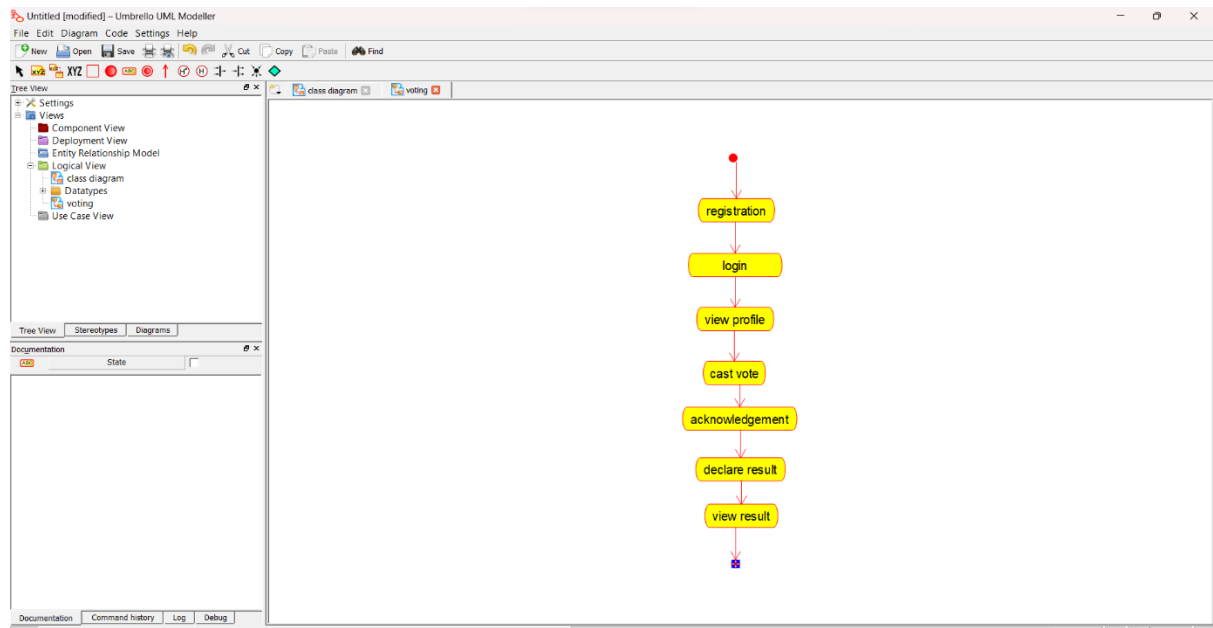 Untitled [modified] – Umbrello UML Modeller
File Edit Diagram Code Settings Help
New Open Save Cut Copy Paste Find
XYZ XYZ ABC H* H
Tree View
class diagram voting
Settings
Views
Component View
Deployment View
Entity Relationship Model
Logical View
class diagram
Datatypes
voting
Use Case View
Tree View Stereotypes Diagrams
Documentation
ABC State
Documentation Command history Log Debug
registration
login
view profile
cast vote
acknowledgement
declare result
view result